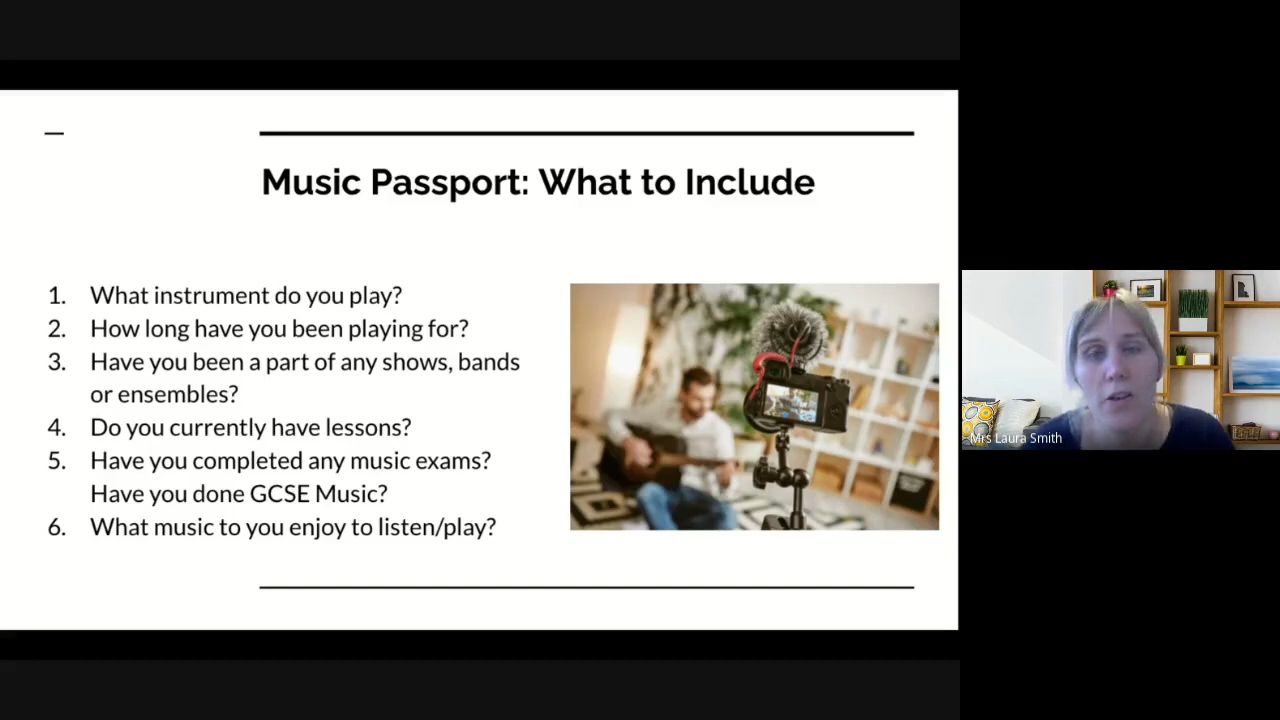 Music Passport: What to Include
1. What instrument do you play?
2. How long have you been playing for?
3. Have you been a part of any shows, bands
or ensembles?
4. Do you currently have lessons?
5. Have you completed any music exams?
Have you done GCSE Music?
6. What music to you enjoy to listen/play?
Mrs Laura Smith